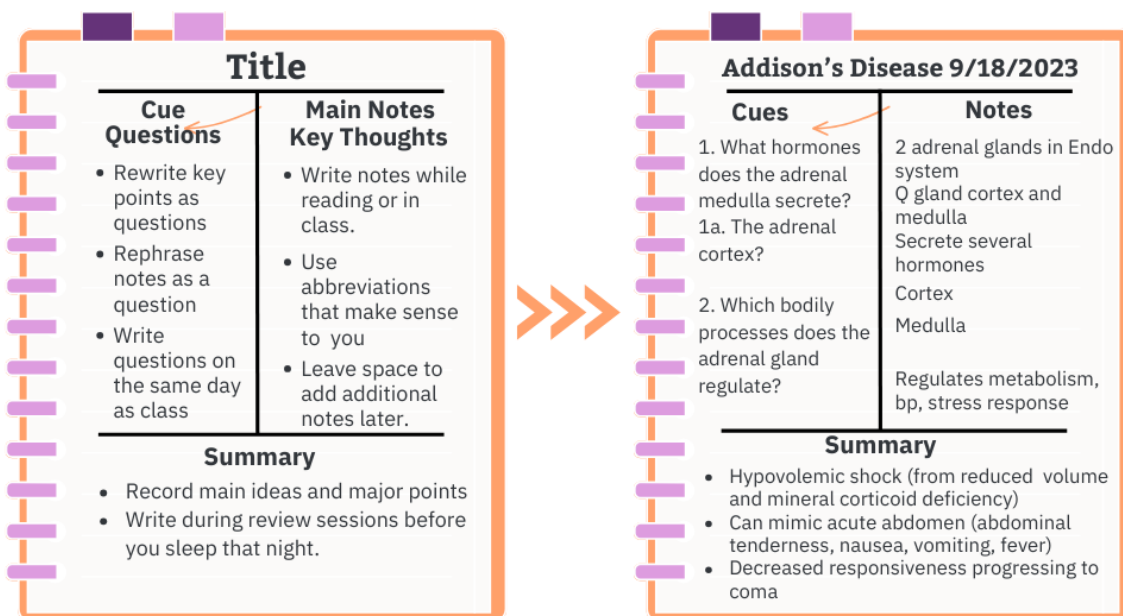 Title
Cue
Questions
• Rewrite key
points as
questions
• Rephrase
notes as a
question
• Write
questions on
the same day
as class
Main Notes
Key Thoughts
• Write notes while
reading or in
class.
• Use
abbreviations
that make sense
to you
• Leave space to
add additional
notes later.
Summary
• Record main ideas and major points
• Write during review sessions before
you sleep that night.
Addison's Disease 9/18/2023
Cues
1. What hormones
does the adrenal
medulla secrete?
1a. The adrenal
cortex?
2. Which bodily
processes does the
adrenal gland
regulate?
Notes
2 adrenal glands in Endo
system
Q gland cortex and
medulla
Secrete several
hormones
Cortex
Medulla
Regulates metabolism,
bp, stress response
Summary
• Hypovolemic shock (from reduced volume
and mineral corticoid deficiency)
• Can mimic acute abdomen (abdominal
tenderness, nausea, vomiting, fever)
• Decreased responsiveness progressing to
coma